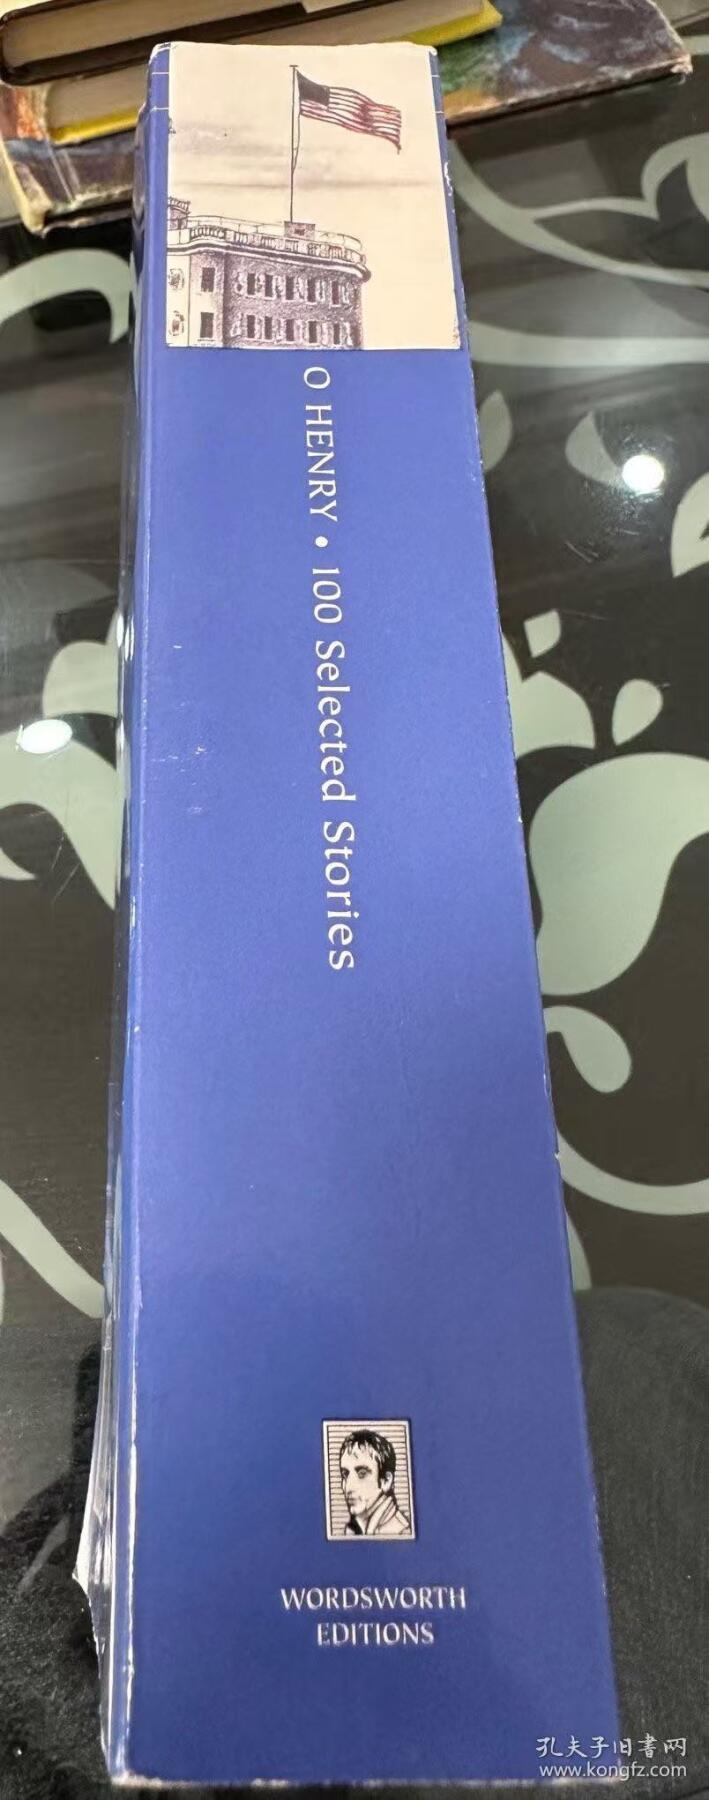 O HENRY • 100 Selected Stories
WORDSWORTH
EDITIONS
孔夫子旧书网
www.kongfz.com